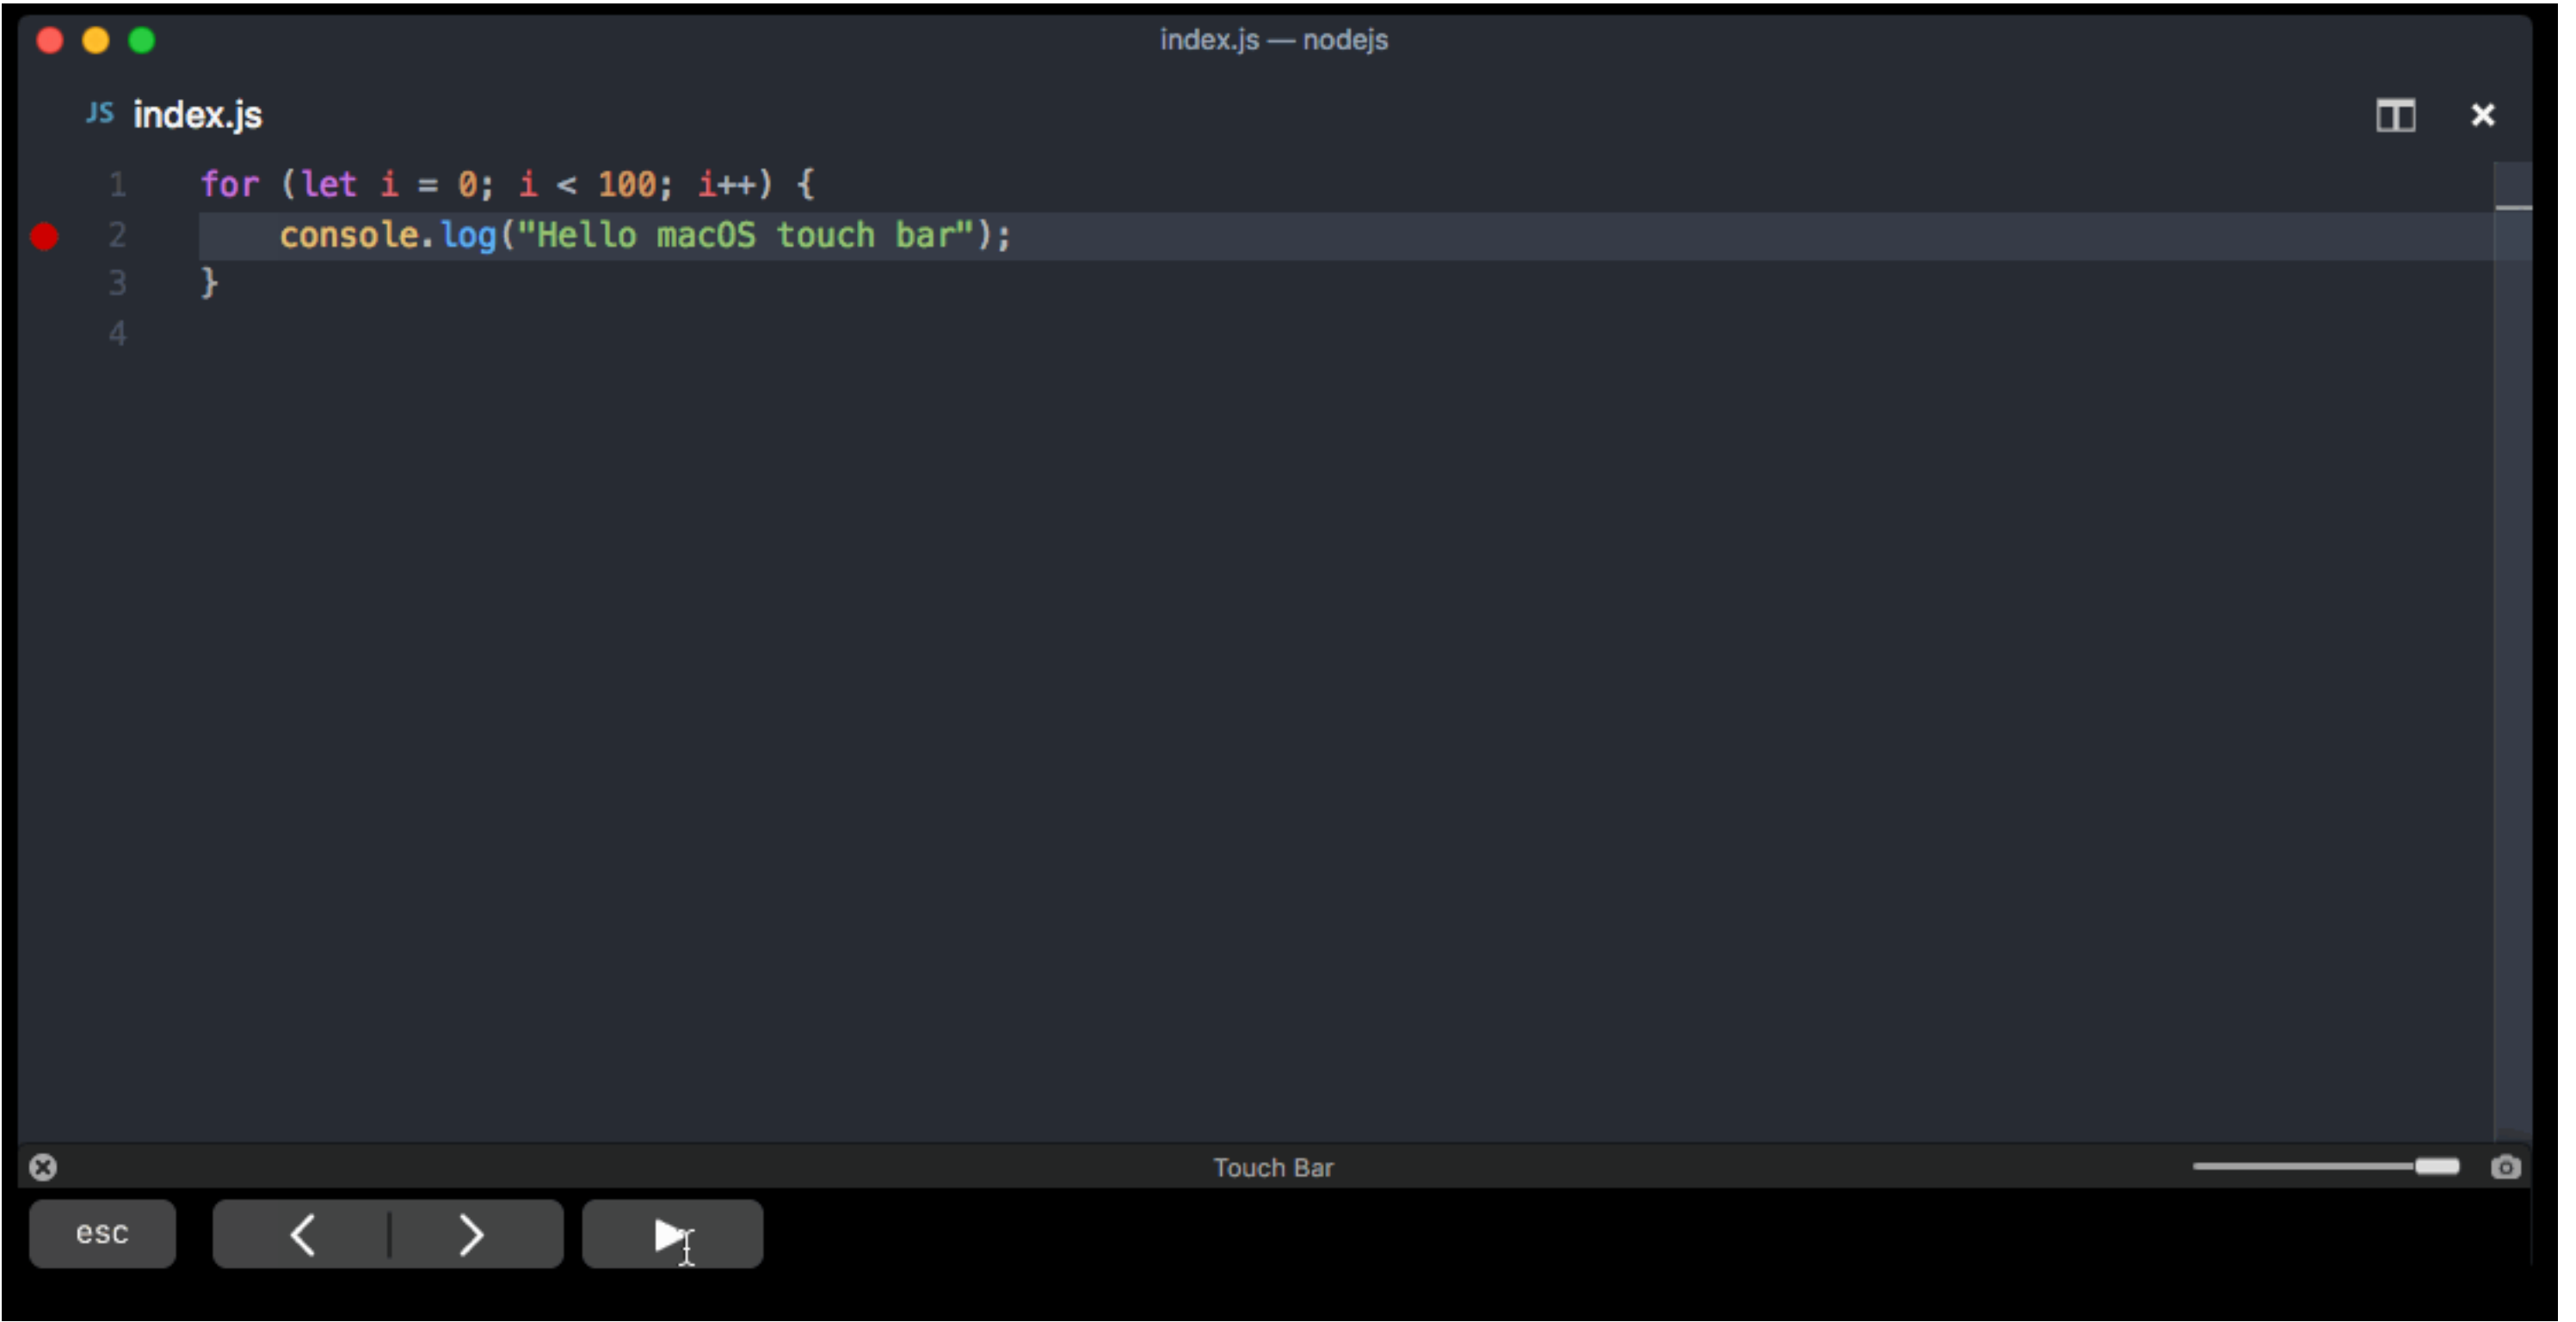 index.js — nodejs
JS index.js
1 for (let i = 0; i < 100; i++) {
2     console.log("Hello macOS touch bar");
3 }
4
Touch Bar
esc